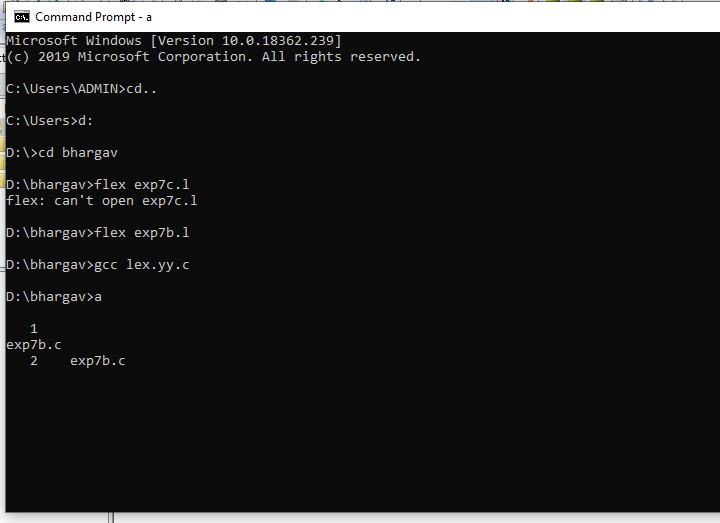 Command Prompt - a
Microsoft Windows [Version 10.0.18362.239]
(c) 2019 Microsoft Corporation. All rights reserved.
C:\Users\ADMIN>cd..
C:\Users>d:
D:\>cd bhargav
D:\bhargav>flex exp7c.l
flex: can't open exp7c.l
D:\bhargav>flex exp7b.l
D:\bhargav>gcc lex.yy.c
D:\bhargav>a
1
exp7b.c
2 exp7b.c